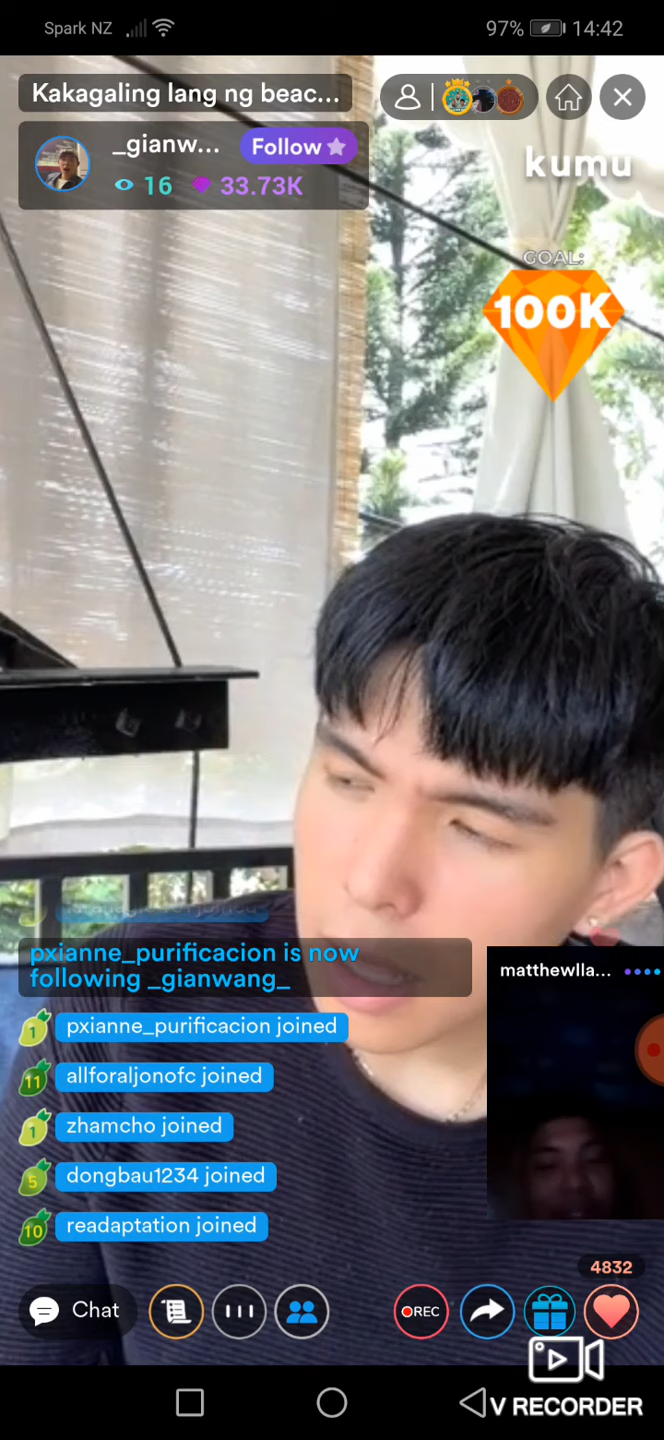 Spark NZ
97% 14:42
Kakagaling lang ng beac...
_gianw...
Follow
16
33.73K
kumu
GOAL:
100K
pxianne_purificacion is now
following _gianwang_
1 pxianne_purificacion joined
11 allforaljonofc joined
1 zhamcho joined
5 dongbau1234 joined
10 readaptation joined
matthewlla...
4832
Chat
REC
V RECORDER